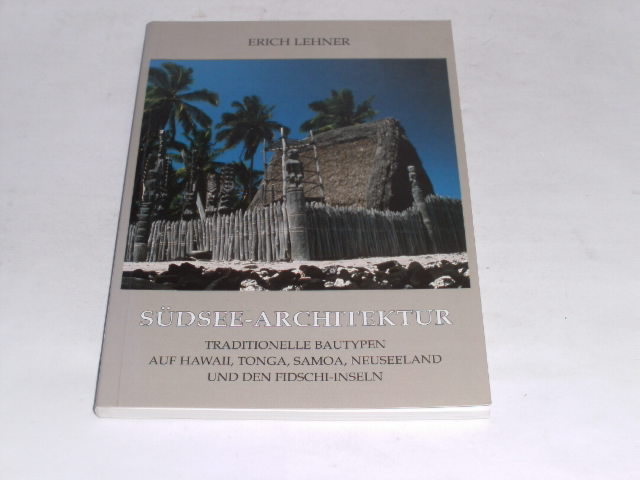 ERICH LEHNER
SÜDSEE-ARCHITEKTUR
TRADITIONELLE BAUTYPEN
AUF HAWAII, TONGA, SAMOA, NEUSEELAND
UND DEN FIDSCHI-INSELN